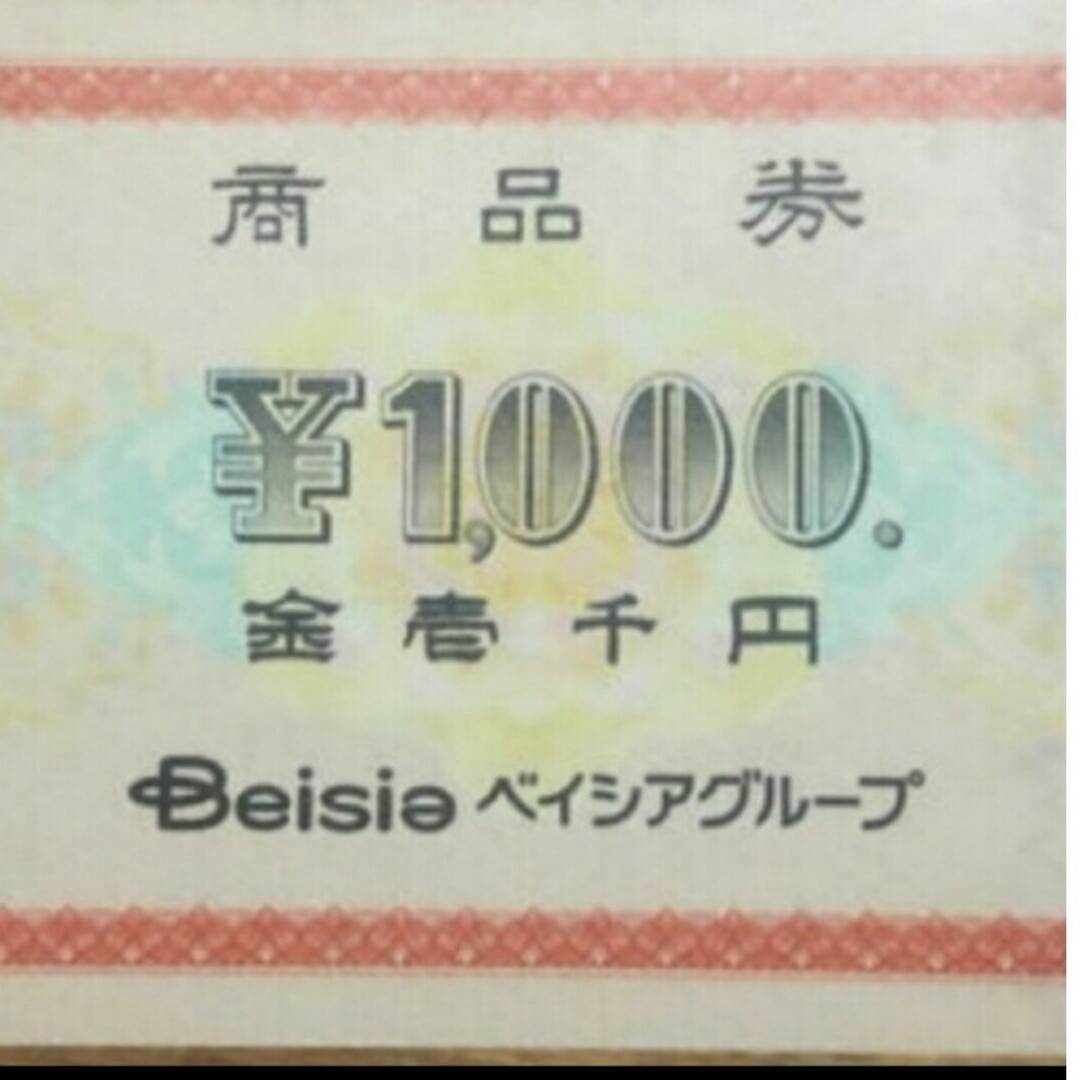 商品券
¥1,000.
金壱千円
Beisia ベイシアグループ